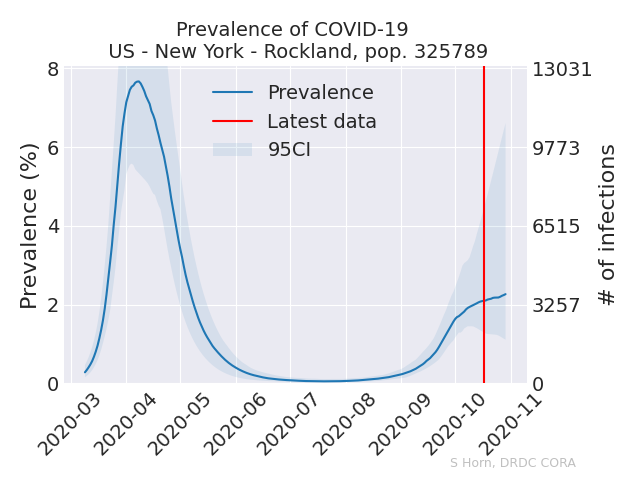 Prevalence of COVID-19
US - New York - Rockland, pop. 325789
Prevalence (%)
8
6
4
2
0
13031
9773
6515
3257
0
# of infections
Prevalence
Latest data
95CI
2020-03
2020-04
2020-05
2020-06
2020-07
2020-08
2020-09
2020-10
2020-11
S Horn, DRDC CORA